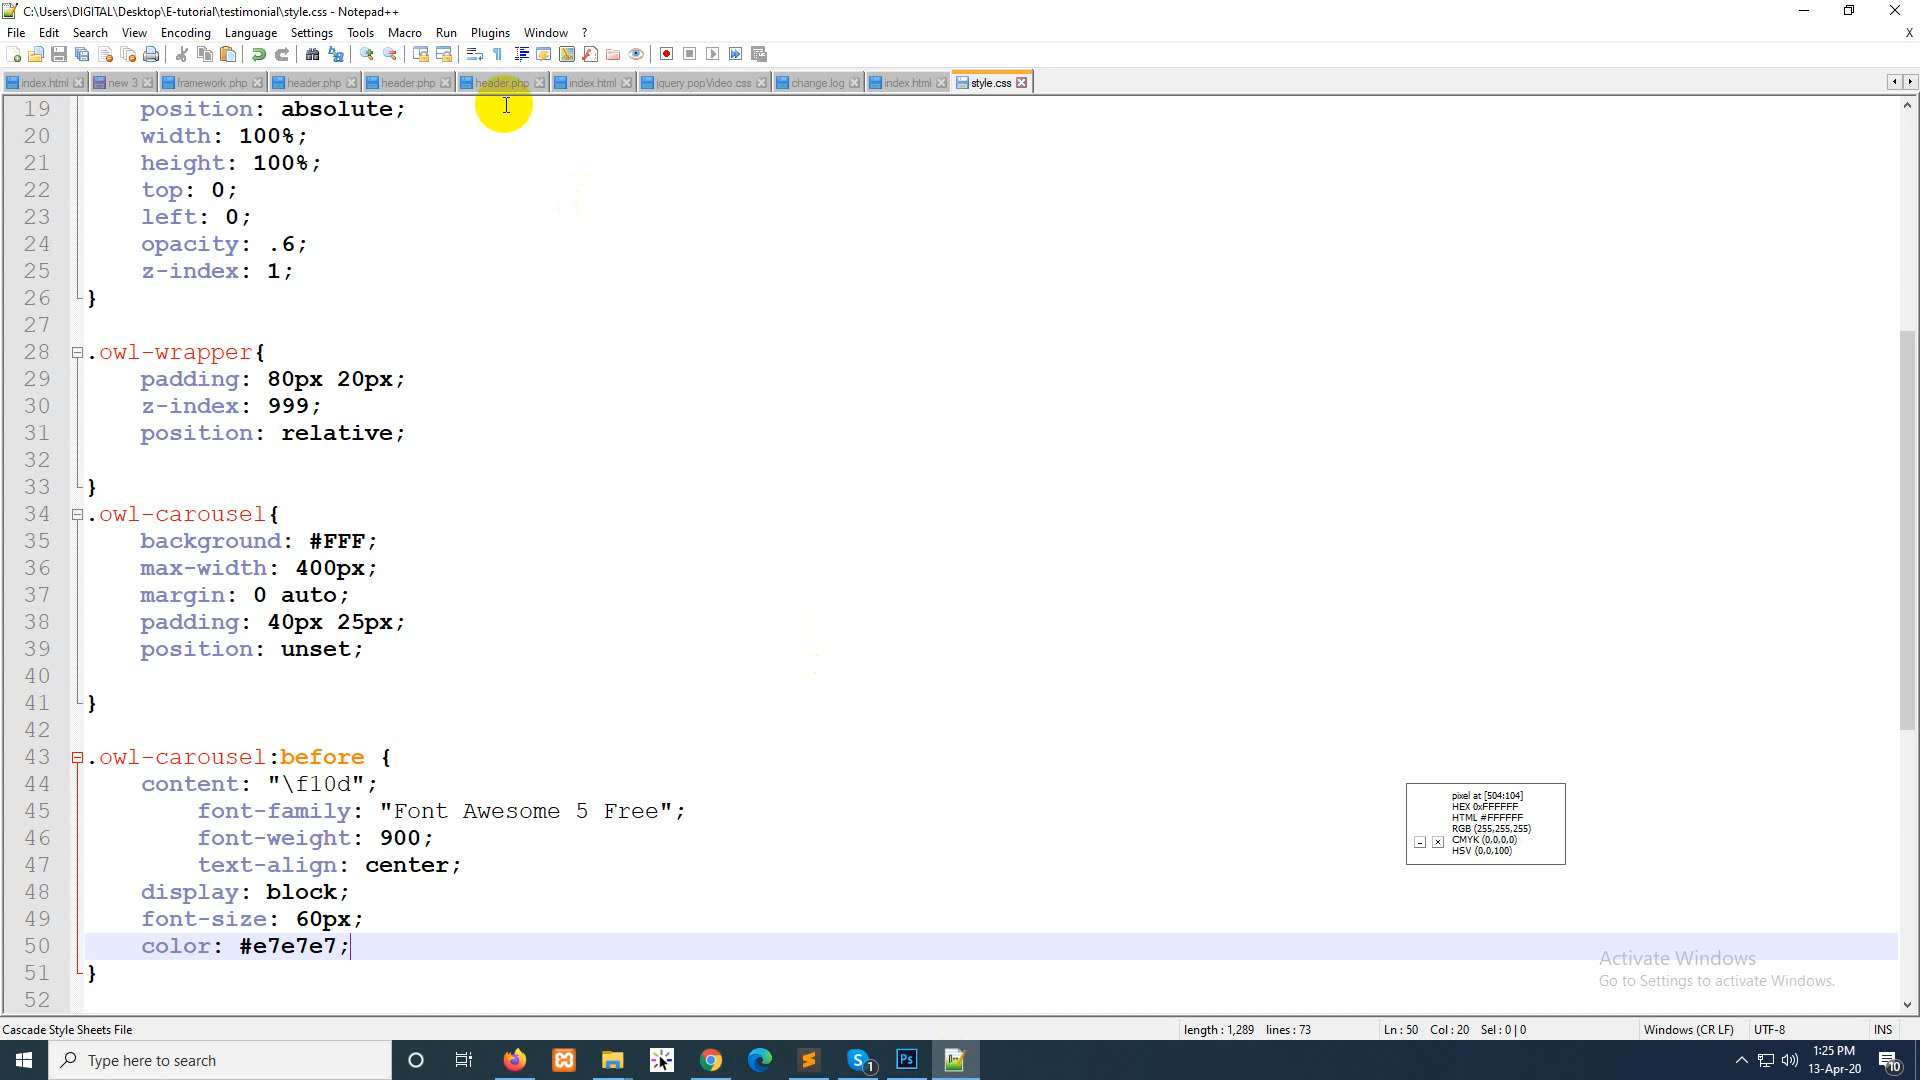 C:\Users\DIGITAL\Desktop\E-tutorial\testimonial\style.css - Notepad++
File Edit Search View Encoding Language Settings Tools Macro Run Plugins Window ? X
index.html new 3 framework.php header.php header.php header.php index.html jquery.popVideo.css change.log index.html style.css
19 position: absolute;
20 width: 100%;
21 height: 100%;
22 top: 0;
23 left: 0;
24 opacity: .6;
25 z-index: 1;
26 }
27
28 .owl-wrapper{
29 padding: 80px 20px;
30 z-index: 999;
31 position: relative;
32
33 }
34 .owl-carousel{
35 background: #FFF;
36 max-width: 400px;
37 margin: 0 auto;
38 padding: 40px 25px;
39 position: unset;
40
41 }
42
43 .owl-carousel:before {
44 content: "\f10d";
45 font-family: "Font Awesome 5 Free";
46 font-weight: 900;
47 text-align: center;
48 display: block;
49 font-size: 60px;
50 color: #e7e7e7;
51 }
52
pixel at [504:104]
HEX 0xFFFFFF
HTML #FFFFFF
RGB (255,255,255)
CMYK (0,0,0,0)
HSV (0,0,100)
Activate Windows
Go to Settings to activate Windows.
Cascade Style Sheets File length : 1,289 lines : 73 Ln : 50 Col : 20 Sel : 0 | 0 Windows (CR LF) UTF-8 INS
Type here to search
1:25 PM
13-Apr-20
10
1
Ps